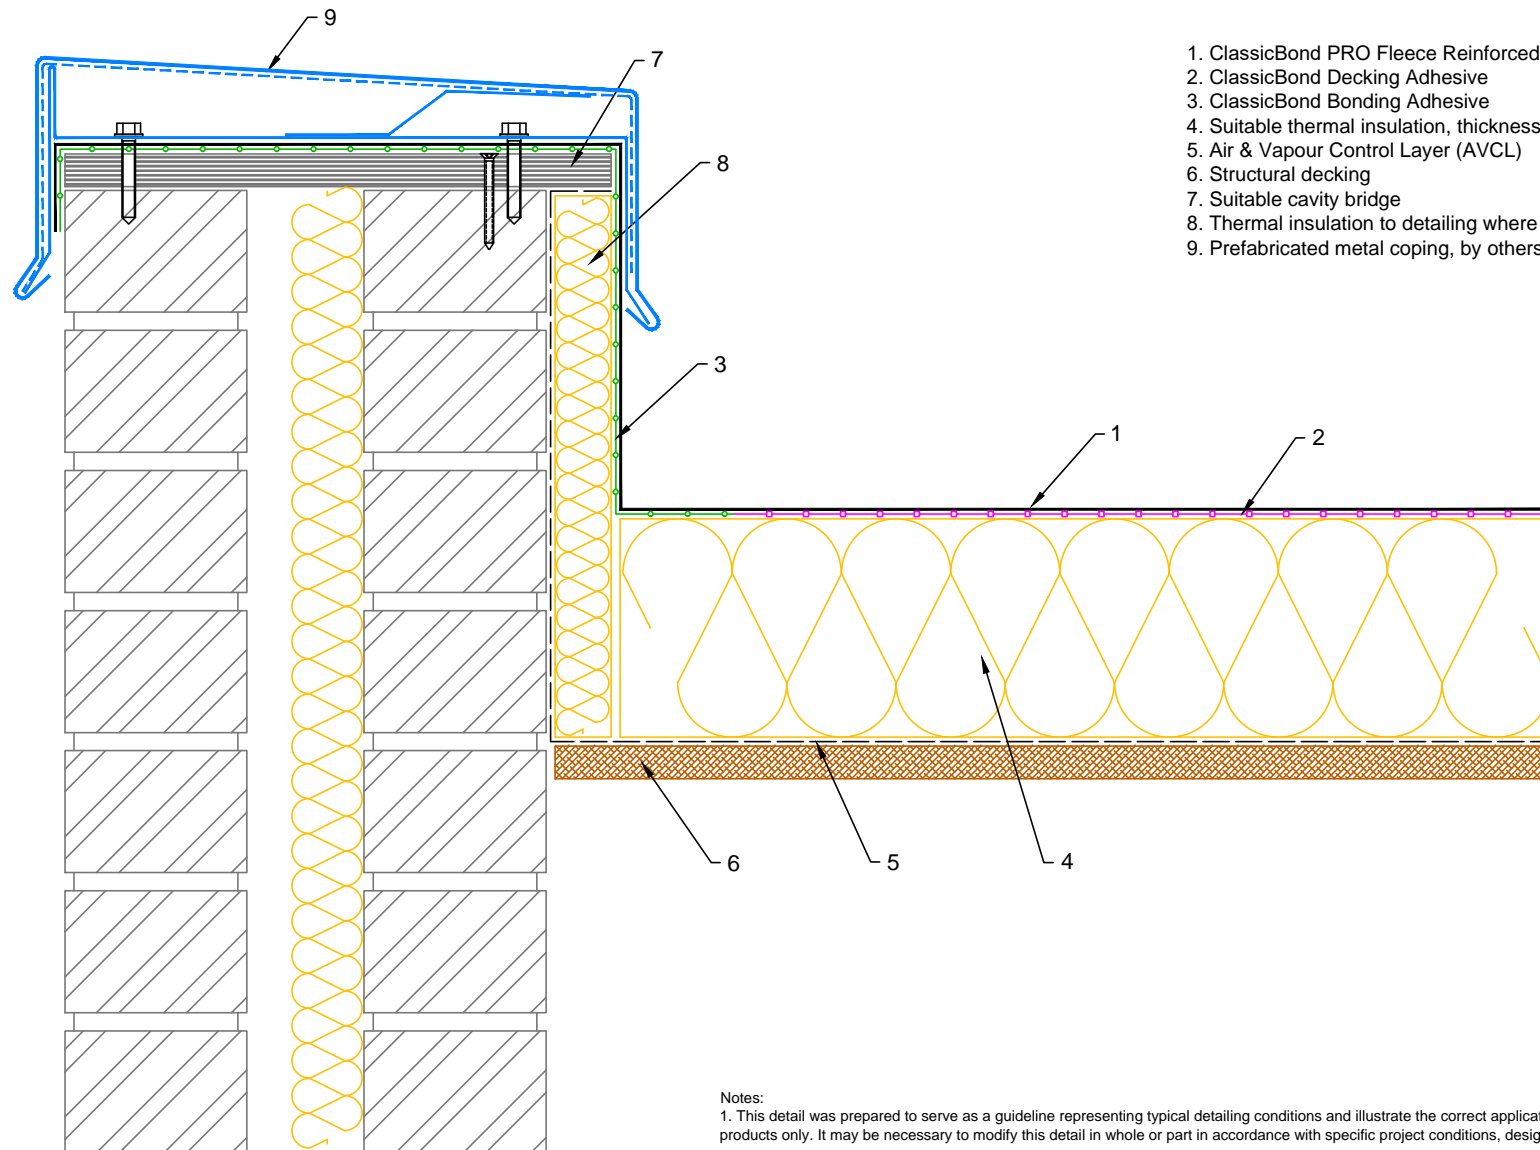 9
7
8
3
1
2
6
5
4
1. ClassicBond PRO Fleece Reinforced
2. ClassicBond Decking Adhesive
3. ClassicBond Bonding Adhesive
4. Suitable thermal insulation, thickness
5. Air & Vapour Control Layer (AVCL)
6. Structural decking
7. Suitable cavity bridge
8. Thermal insulation to detailing where
9. Prefabricated metal coping, by others
Notes:
1. This detail was prepared to serve as a guideline representing typical detailing conditions and illustrate the correct applicat
products only. It may be necessary to modify this detail in whole or part in accordance with specific project conditions, desig